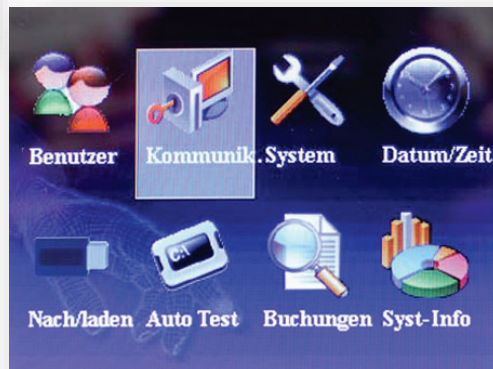 Benutzer Kommunik. System Datum/Zeit
C:\
Nach/laden Auto Test Buchungen Syst-Info